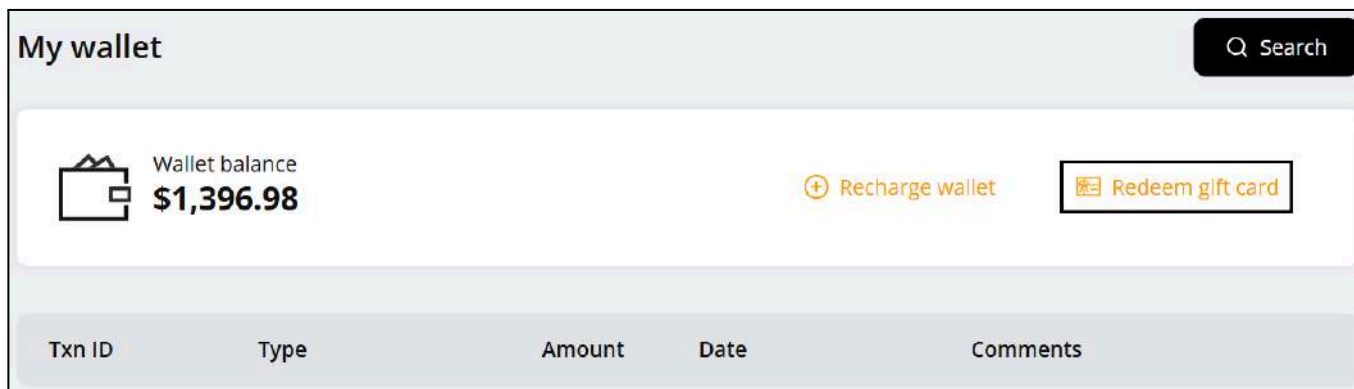 My wallet
Search
Wallet balance
$1,396.98
Recharge wallet
Redeem gift card
Txn ID Type Amount Date Comments